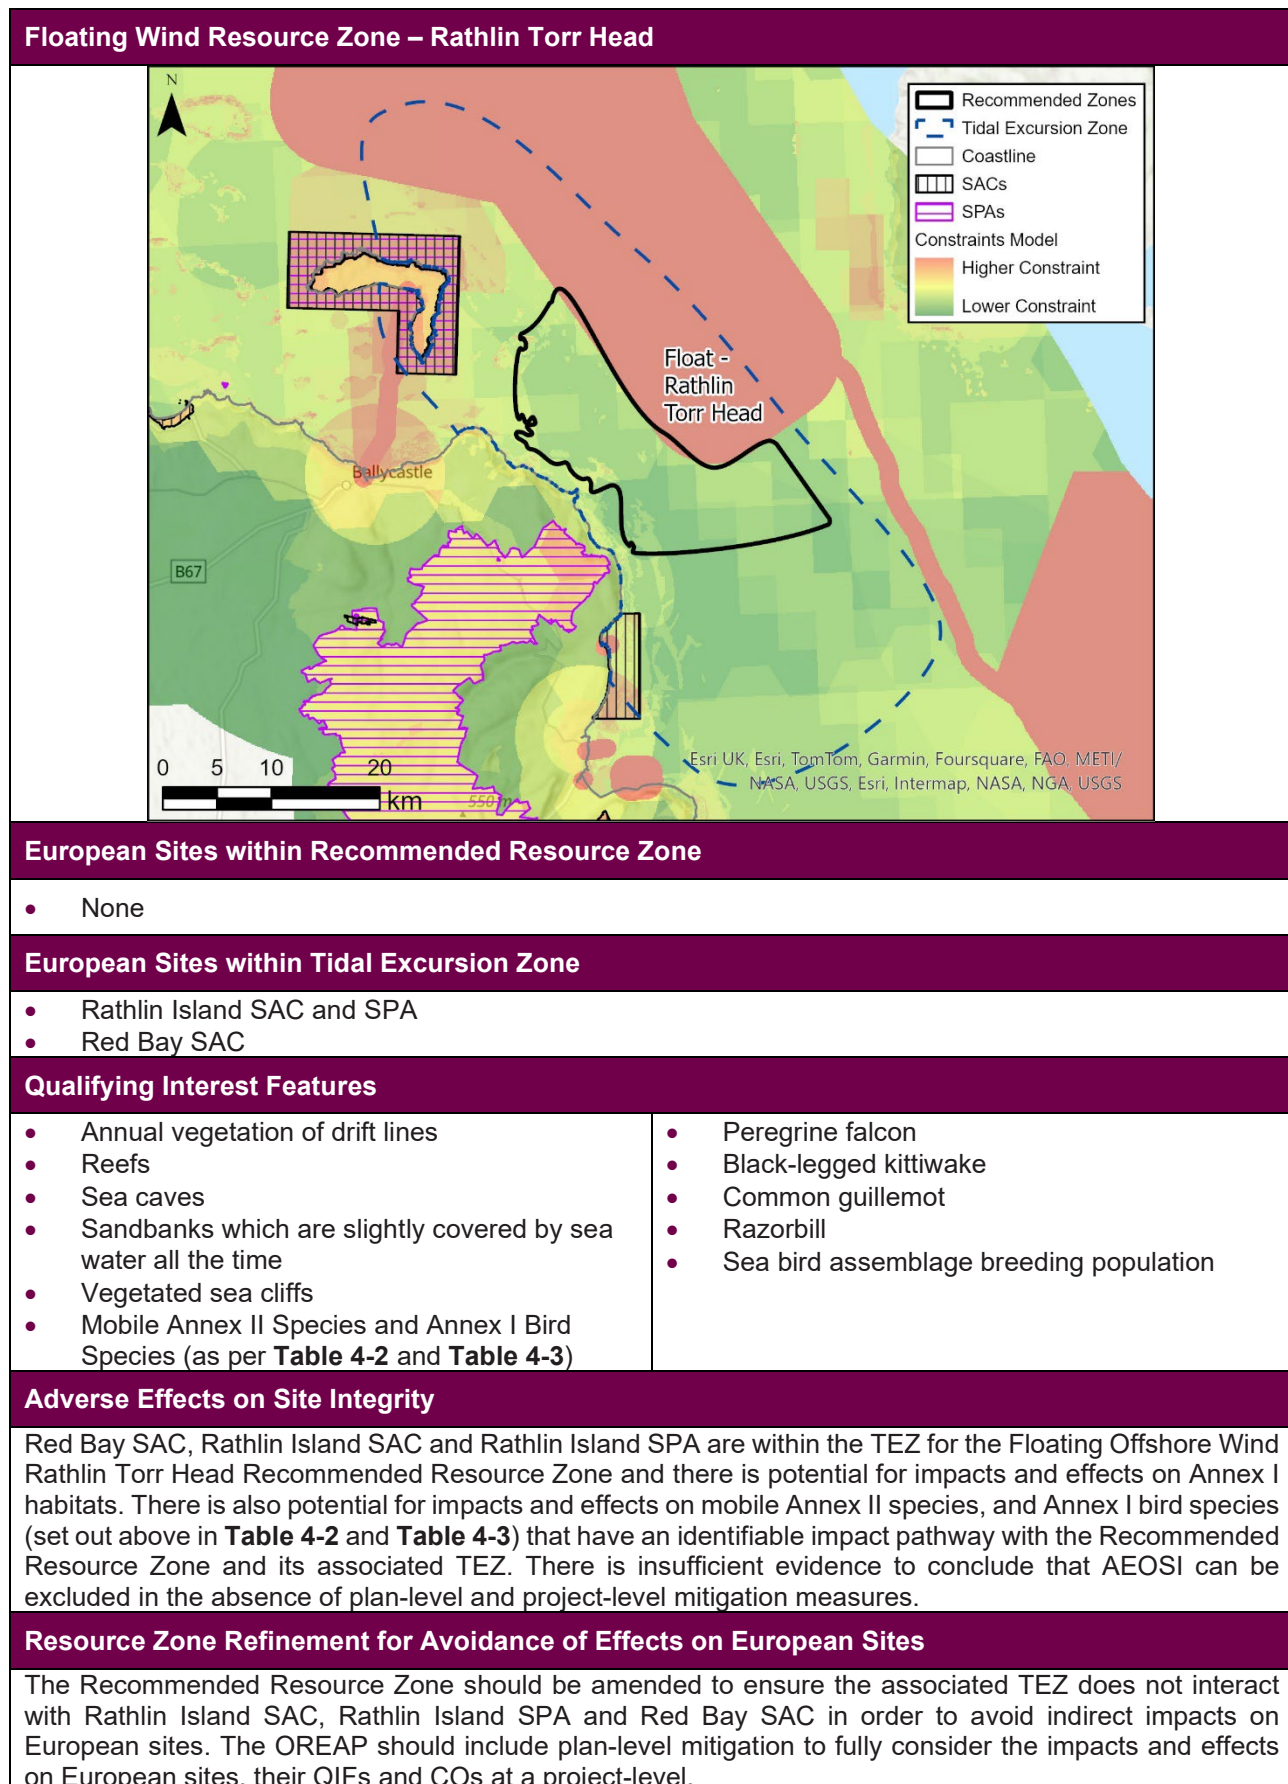 Floating Wind Resource Zone – Rathlin Torr Head
N
Recommended Zones
Tidal Excursion Zone
Coastline
SACs
SPAs
Constraints Model
Higher Constraint
Lower Constraint
Float -
Rathlin
Torr Head
Ballycastle
B67
0 5 10 20
km
550 m
Esri UK, Esri, TomTom, Garmin, Foursquare, FAO, METI/
NASA, USGS, Esri, Intermap, NASA, NGA, USGS
European Sites within Recommended Resource Zone
• None
European Sites within Tidal Excursion Zone
• Rathlin Island SAC and SPA
• Red Bay SAC
Qualifying Interest Features
• Annual vegetation of drift lines
• Reefs
• Sea caves
• Sandbanks which are slightly covered by sea
water all the time
• Vegetated sea cliffs
• Mobile Annex II Species and Annex I Bird
Species (as per Table 4-2 and Table 4-3)
• Peregrine falcon
• Black-legged kittiwake
• Common guillemot
• Razorbill
• Sea bird assemblage breeding population
Adverse Effects on Site Integrity
Red Bay SAC, Rathlin Island SAC and Rathlin Island SPA are within the TEZ for the Floating Offshore Wind
Rathlin Torr Head Recommended Resource Zone and there is potential for impacts and effects on Annex I
habitats. There is also potential for impacts and effects on mobile Annex II species, and Annex I bird species
(set out above in Table 4-2 and Table 4-3) that have an identifiable impact pathway with the Recommended
Resource Zone and its associated TEZ. There is insufficient evidence to conclude that AEOSI can be
excluded in the absence of plan-level and project-level mitigation measures.
Resource Zone Refinement for Avoidance of Effects on European Sites
The Recommended Resource Zone should be amended to ensure the associated TEZ does not interact
with Rathlin Island SAC, Rathlin Island SPA and Red Bay SAC in order to avoid indirect impacts on
European sites. The OREAP should include plan-level mitigation to fully consider the impacts and effects
on European sites, their QIFs and COs at a project-level.